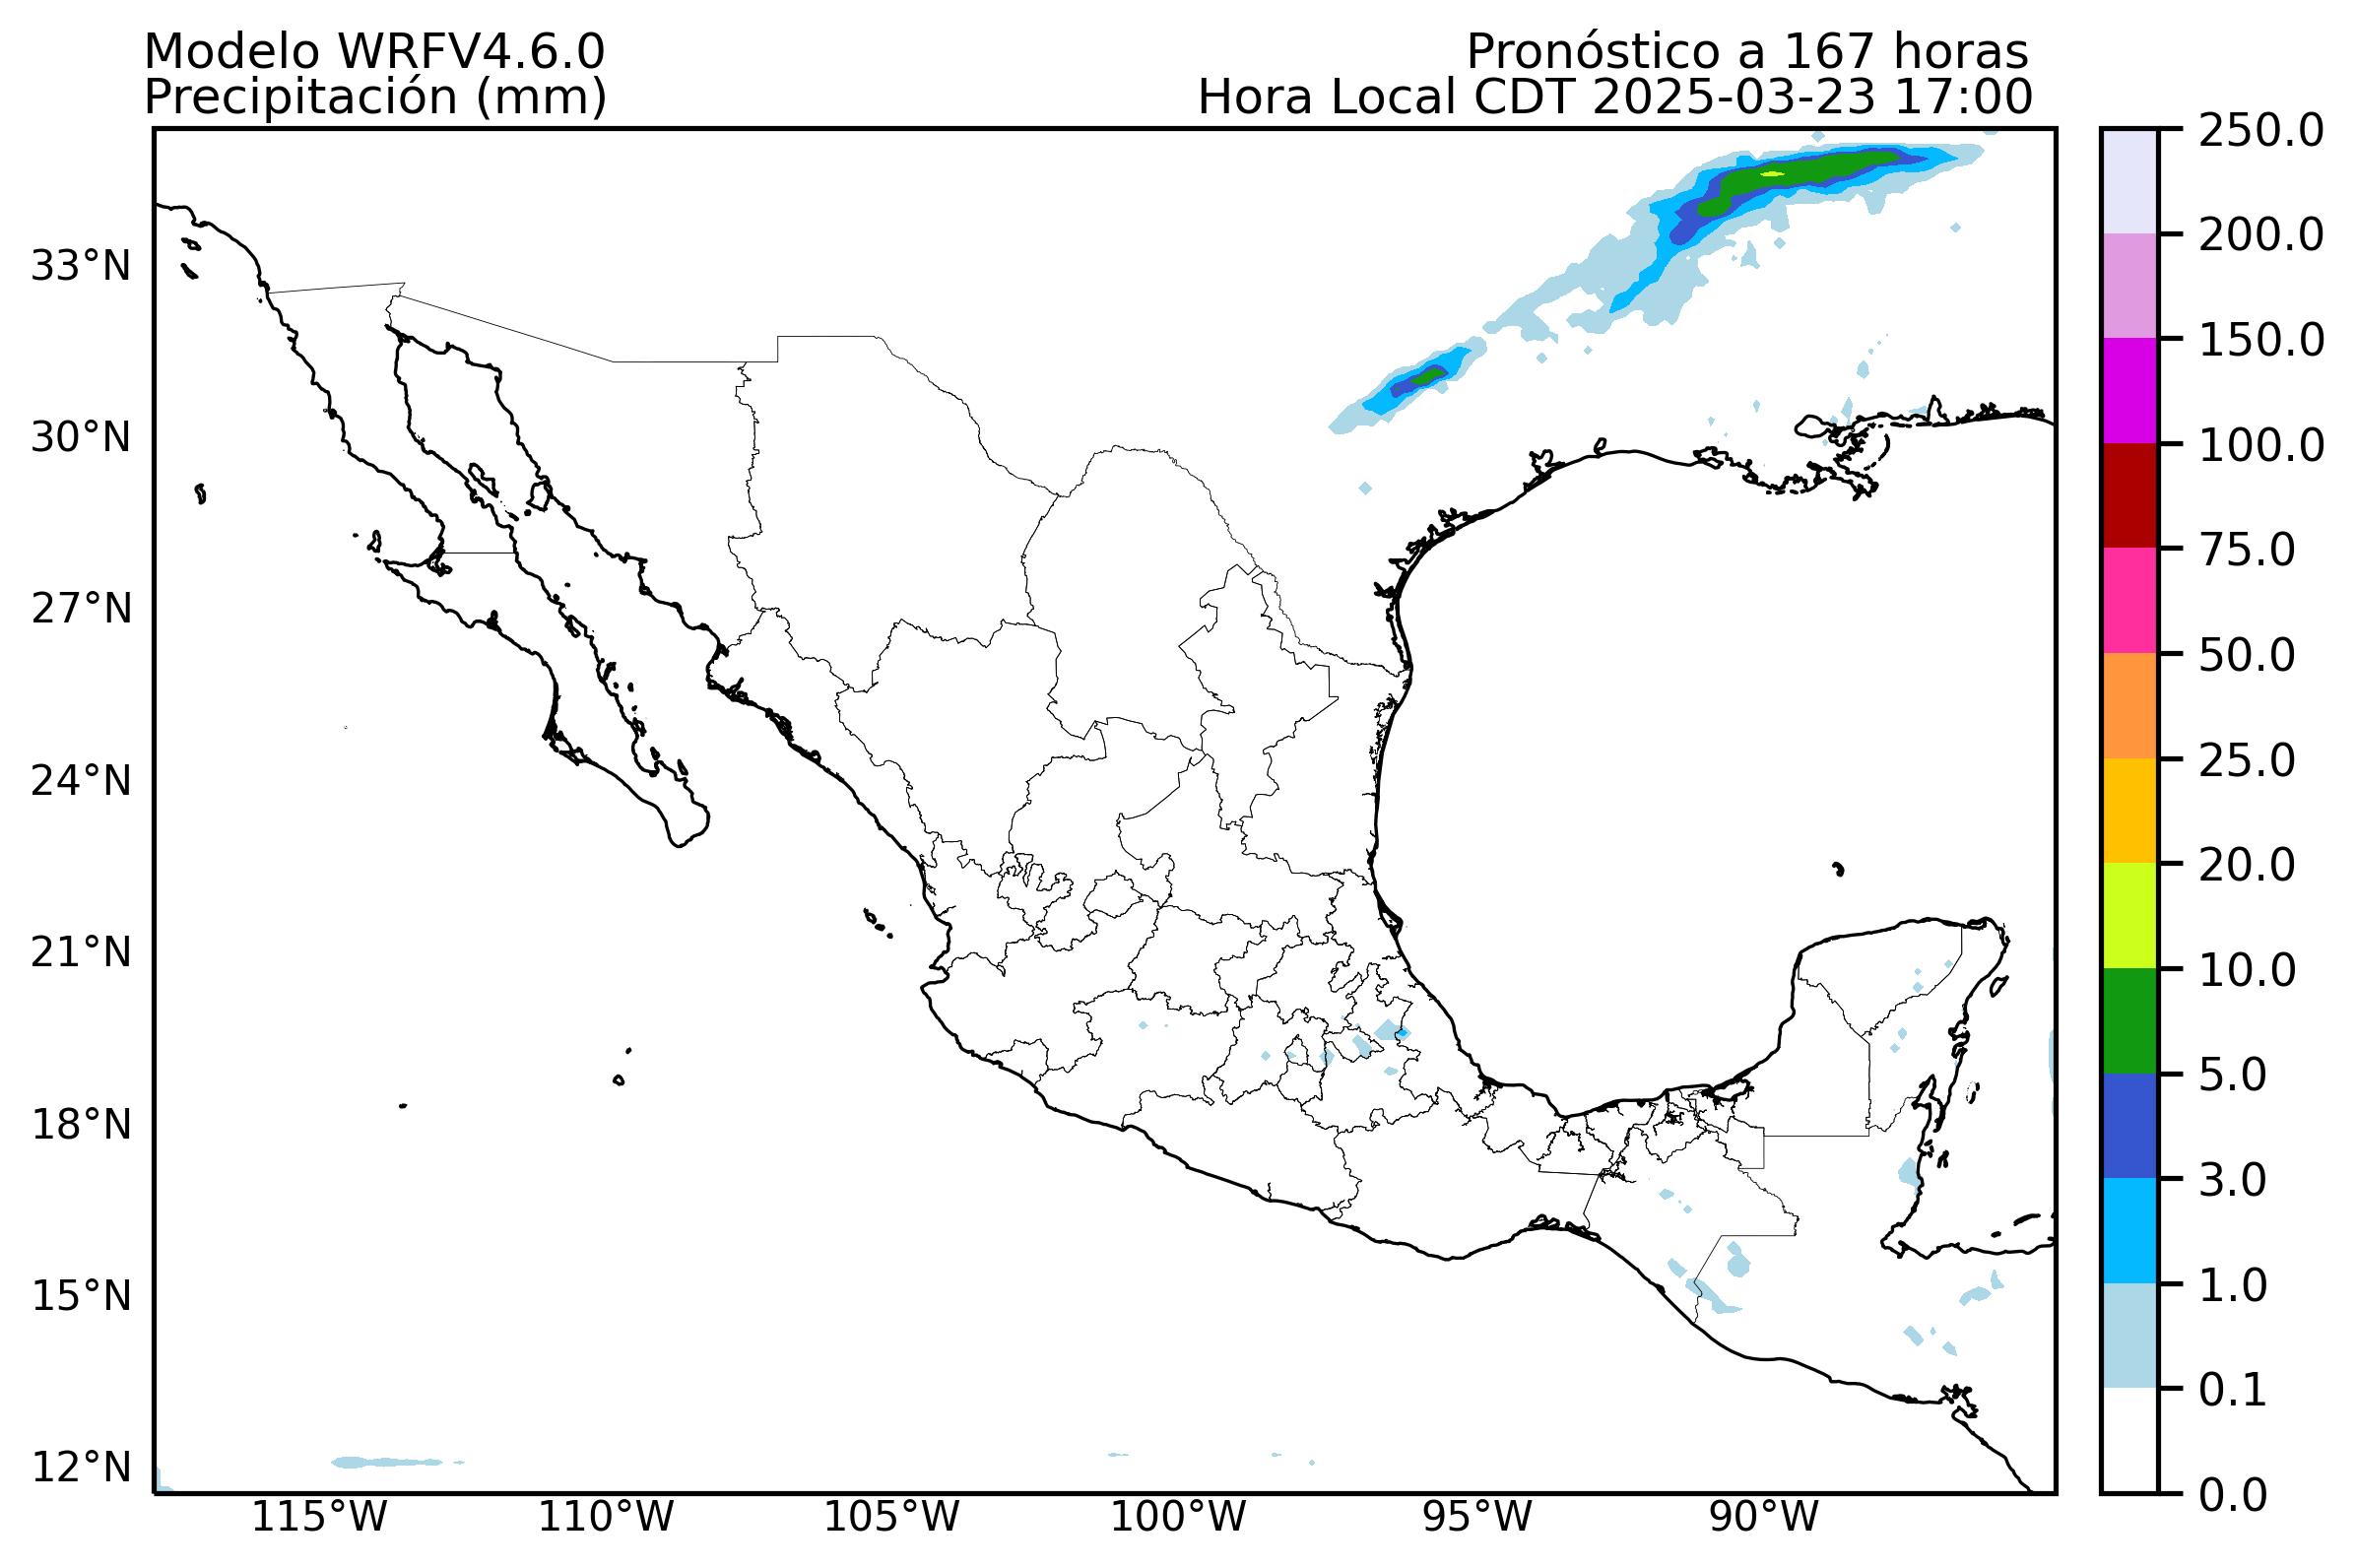 Modelo WRFV4.6.0
Precipitación (mm)
Pronóstico a 167 horas
Hora Local CDT 2025-03-23 17:00
33°N
30°N
27°N
24°N
21°N
18°N
15°N
12°N
115°W
110°W
105°W
100°W
95°W
90°W
250.0
200.0
150.0
100.0
75.0
50.0
25.0
20.0
10.0
5.0
3.0
1.0
0.1
0.0